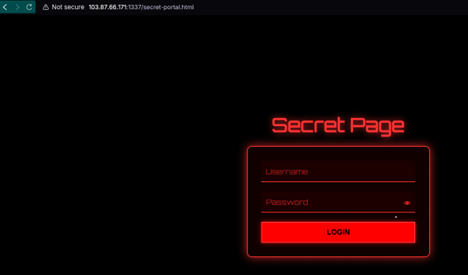 Not secure 103.87.66.171:1337/secret-portal.html
Secret Page
Username
Password
LOGIN